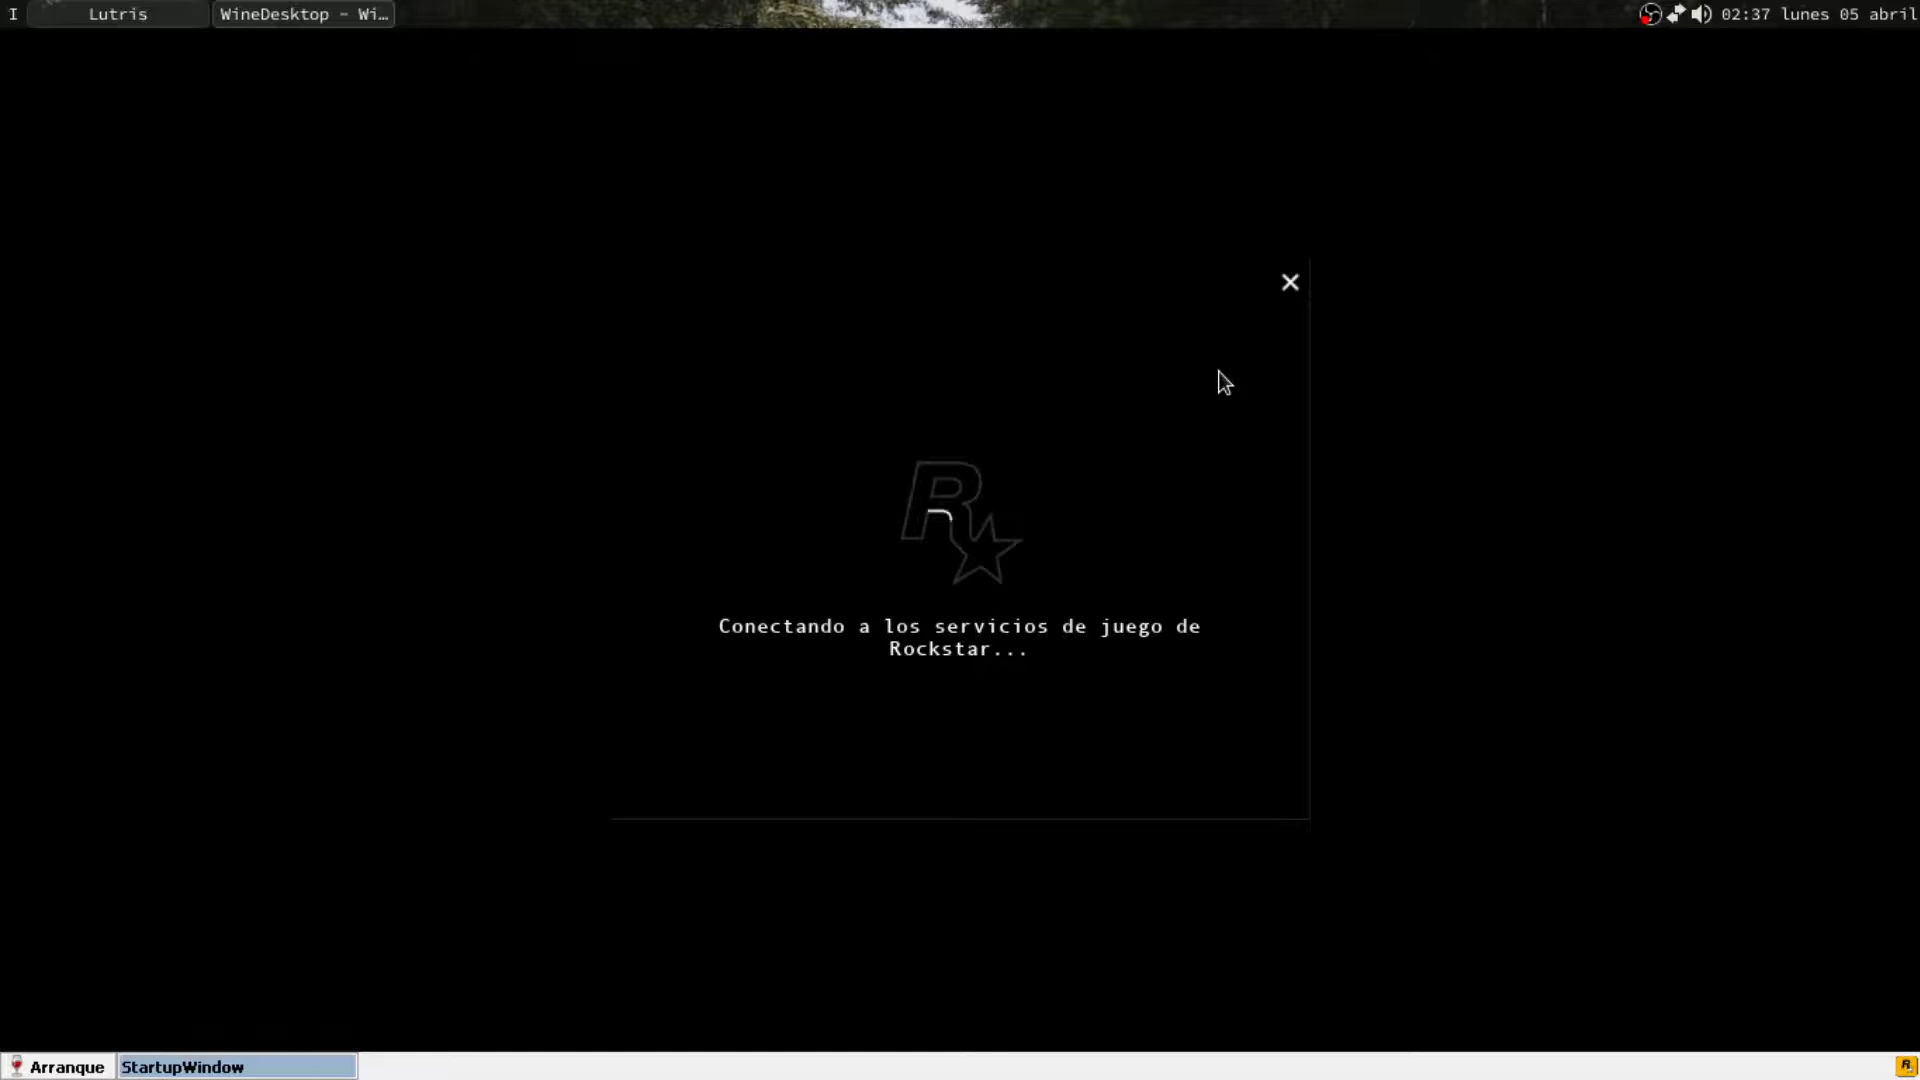 I
Lutris
WineDesktop - Wi…
02:37 lunes 05 abril
Conectando a los servicios de juego de
Rockstar...
Arranque
StartupWindow